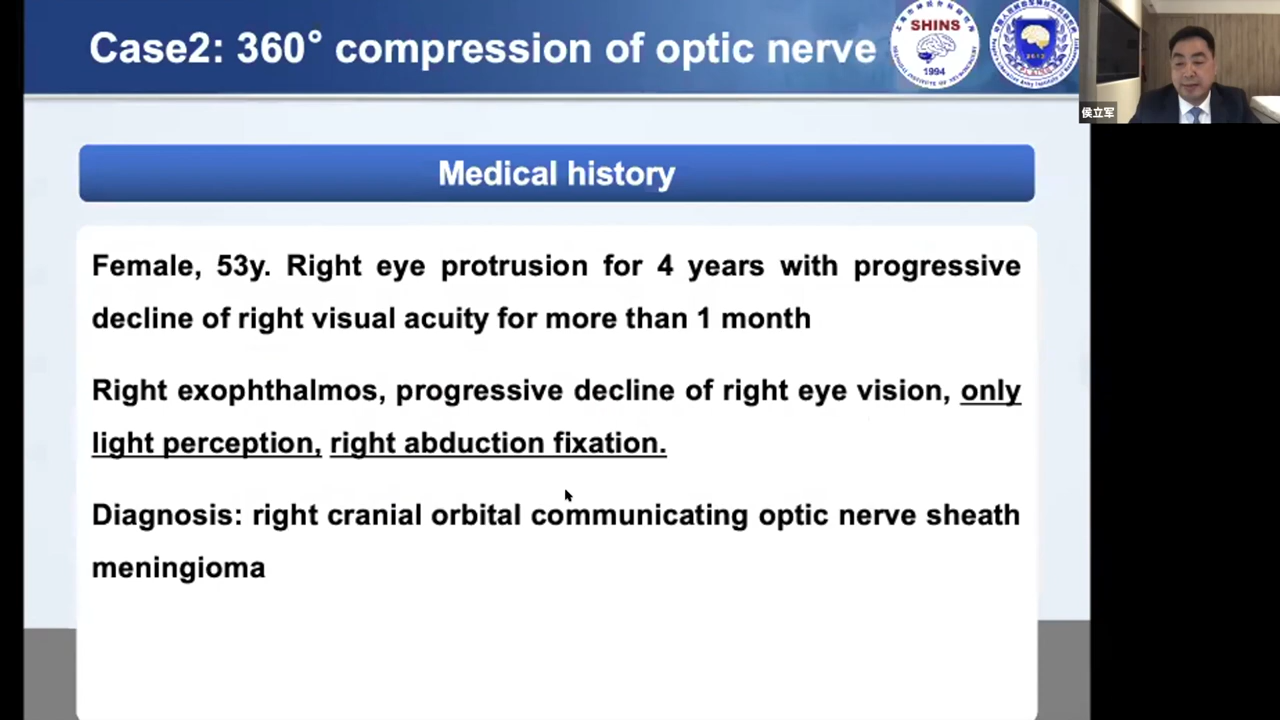 Case2: 360° compression of optic nerve
SHINS
1994
侯立军
Medical history
Female, 53y. Right eye protrusion for 4 years with progressive
decline of right visual acuity for more than 1 month
Right exophthalmos, progressive decline of right eye vision, only
light perception, right abduction fixation.
Diagnosis: right cranial orbital communicating optic nerve sheath
meningioma